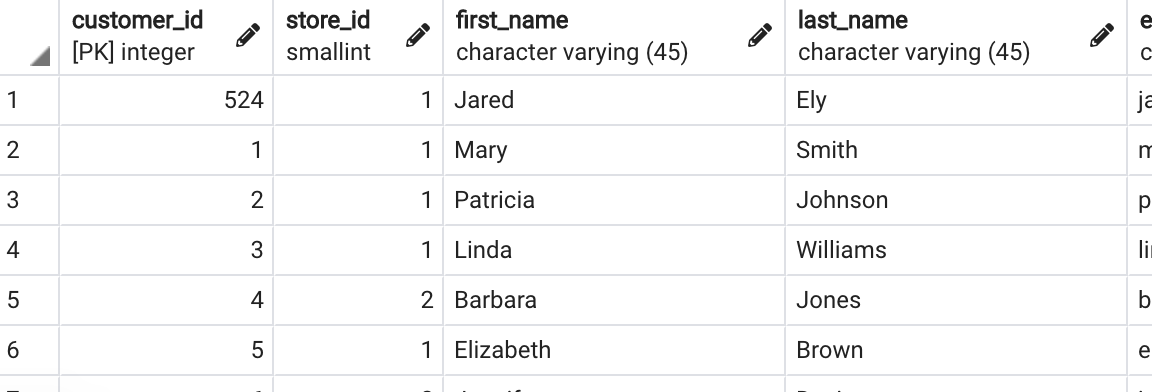 customer_id store_id first_name last_name
[PK] integer smallint character varying (45) character varying (45)
1 524 1 Jared Ely
2 1 1 Mary Smith
3 2 1 Patricia Johnson
4 3 1 Linda Williams
5 4 2 Barbara Jones
6 5 1 Elizabeth Brown